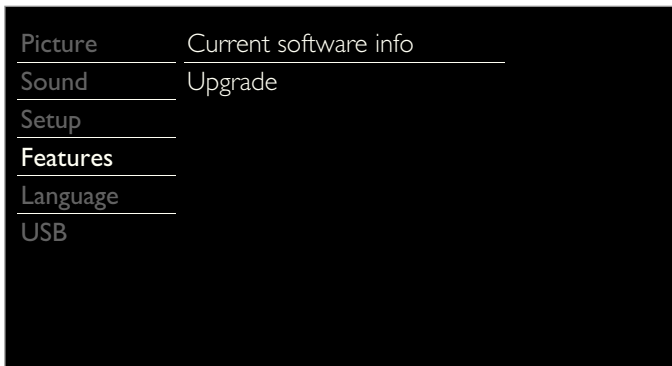 Picture
Sound
Setup
Features
Language
USB
Current software info
Upgrade